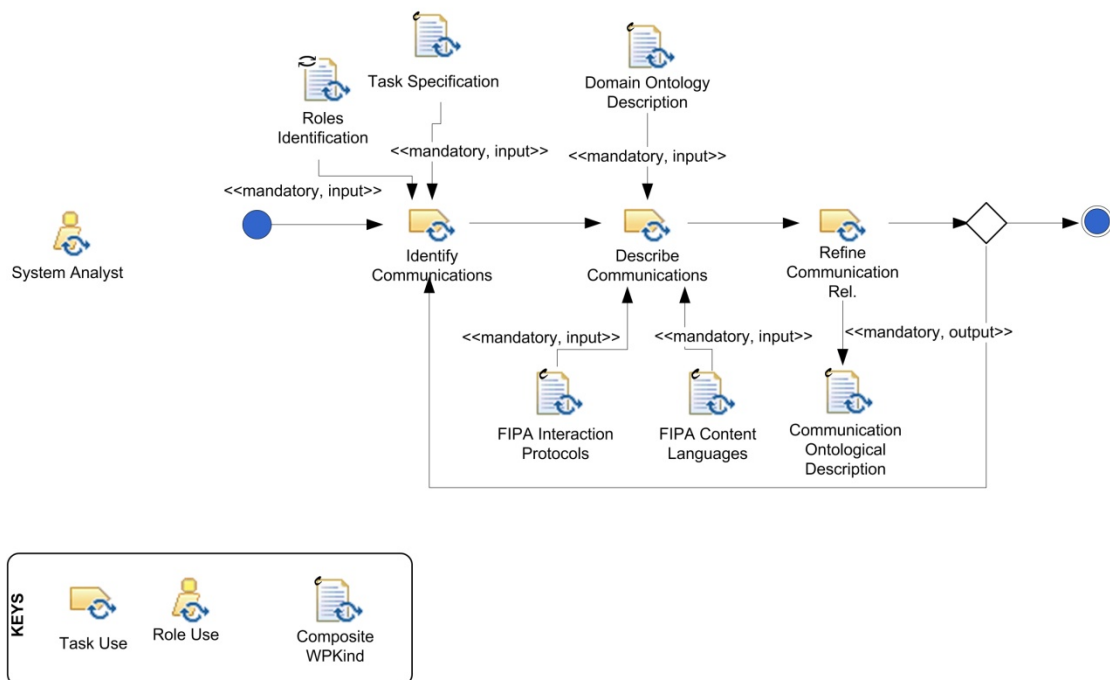 Task Specification
Domain Ontology
Description
Roles
Identification
<<mandatory, input>>
<<mandatory, input>>
<<mandatory, input>>
System Analyst
Identify
Communications
Describe
Communications
Refine
Communication
Rel.
<<mandatory, input>>
<<mandatory, input>>
<<mandatory, output>>
FIPA Interaction
Protocols
FIPA Content
Languages
Communication
Ontological
Description
KEYS
Task Use
Role Use
Composite
WPKind